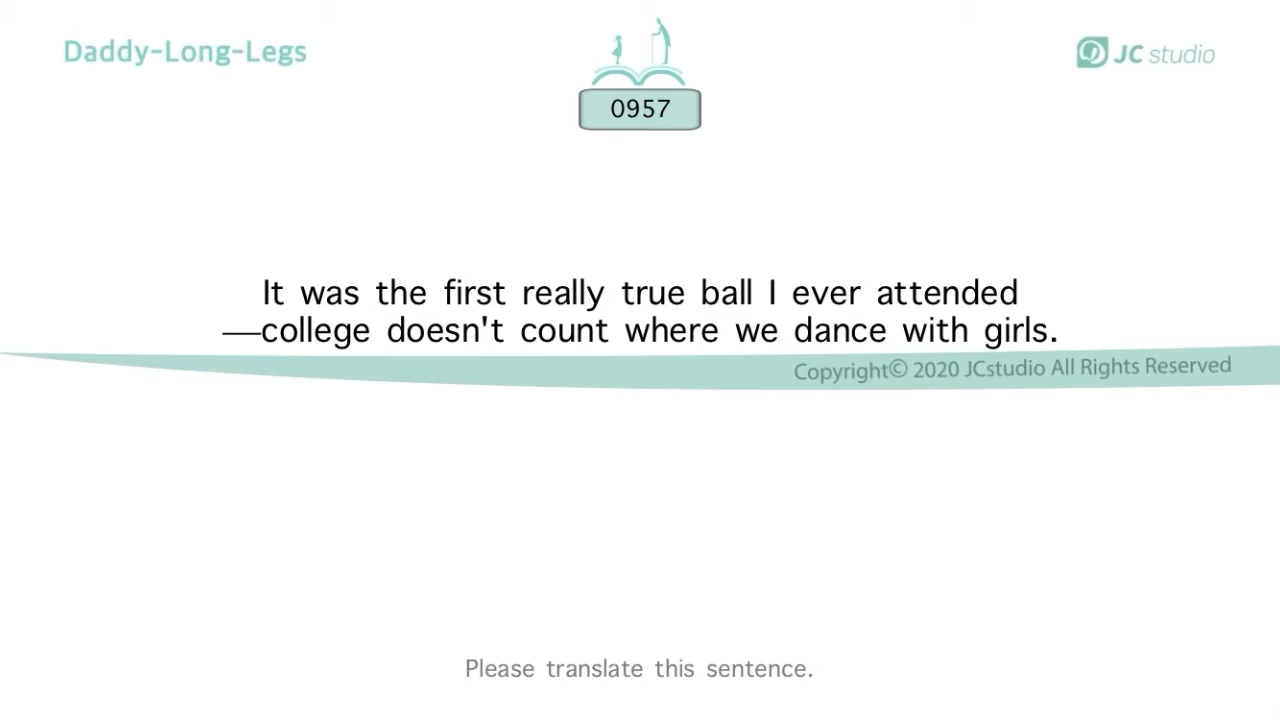 Daddy-Long-Legs
JC studio
0957
It was the first really true ball I ever attended
—college doesn't count where we dance with girls.
Copyright© 2020 JCstudio All Rights Reserved
Please translate this sentence.